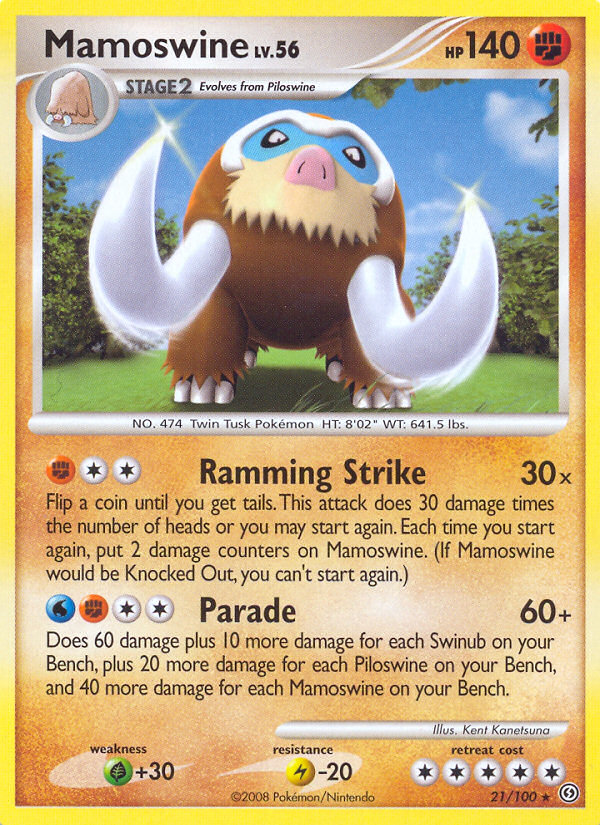 Mamoswine LV.56 HP 140
STAGE2 Evolves from Piloswine
NO. 474 Twin Tusk Pokémon HT: 8'02" WT: 641.5 lbs.
Ramming Strike 30x
Flip a coin until you get tails. This attack does 30 damage times
the number of heads or you may start again. Each time you start
again, put 2 damage counters on Mamoswine. (If Mamoswine
would be Knocked Out, you can't start again.)
Parade 60+
Does 60 damage plus 10 more damage for each Swinub on your
Bench, plus 20 more damage for each Piloswine on your Bench,
and 40 more damage for each Mamoswine on your Bench.
Illus. Kent Kanetsuna
weakness resistance retreat cost
+30 -20
©2008 Pokémon/Nintendo 21/100 ★